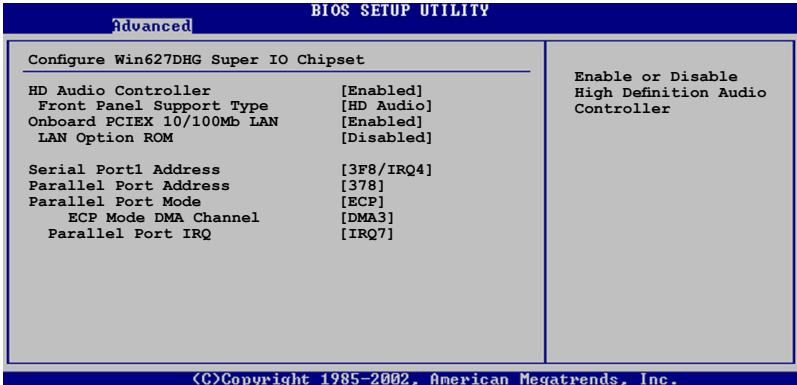 BIOS SETUP UTILITY
Advanced
Configure Win627DHG Super IO Chipset
HD Audio Controller [Enabled]
Front Panel Support Type [HD Audio]
Onboard PCIEX 10/100Mb LAN [Enabled]
LAN Option ROM [Disabled]
Serial Port1 Address [3F8/IRQ4]
Parallel Port Address [378]
Parallel Port Mode [ECP]
ECP Mode DMA Channel [DMA3]
Parallel Port IRQ [IRQ7]
Enable or Disable
High Definition Audio
Controller
(C)Copyright 1985-2002, American Megatrends, Inc.